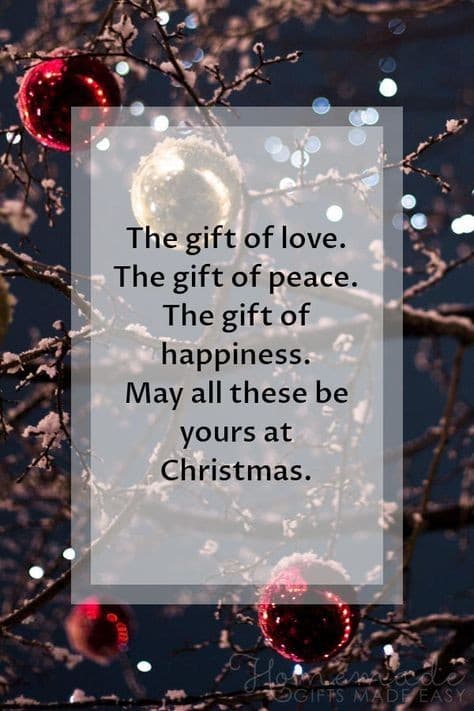 The gift of love.
The gift of peace.
The gift of
happiness.
May all these be
yours at
Christmas.
Homemade
GIFTS MADE EASY